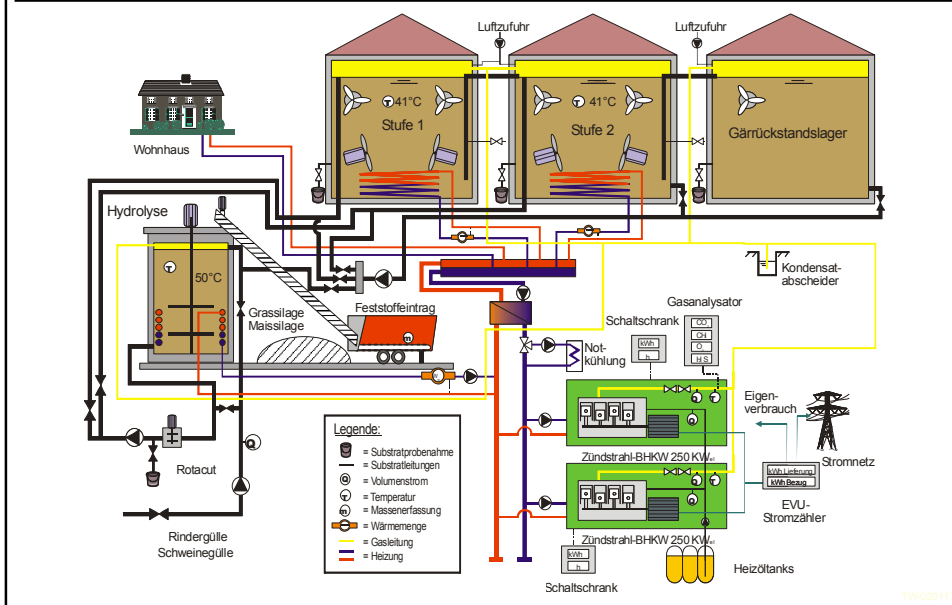 Luftzufuhr
Luftzufuhr
T 41°C
Stufe 1
T 41°C
Stufe 2
Gärrückstandslager
Wohnhaus
Hydrolyse
T
50°C
Grassilage
Maissilage
Feststoffeintrag
m
Kondensat-
abscheider
Gasanalysator
Schaltschrank
CO
CH
O
H S
kWh
h
Not-
kühlung
W
Q
T
Eigen-
verbrauch
Stromnetz
Zündstrahl-BHKW 250 KWel
kWh Lieferung
kWh Bezug
EVU-
Stromzähler
Q
T
Zündstrahl-BHKW 250 KWel
kWh
h
Schaltschrank
Heizöltanks
Rotacut
Q
Rindergülle
Schweinegülle
Legende:
= Substratprobenahme
= Substratleitungen
Q = Volumenstrom
T = Temperatur
m = Massenerfassung
= Wärmemenge
= Gasleitung
= Heizung